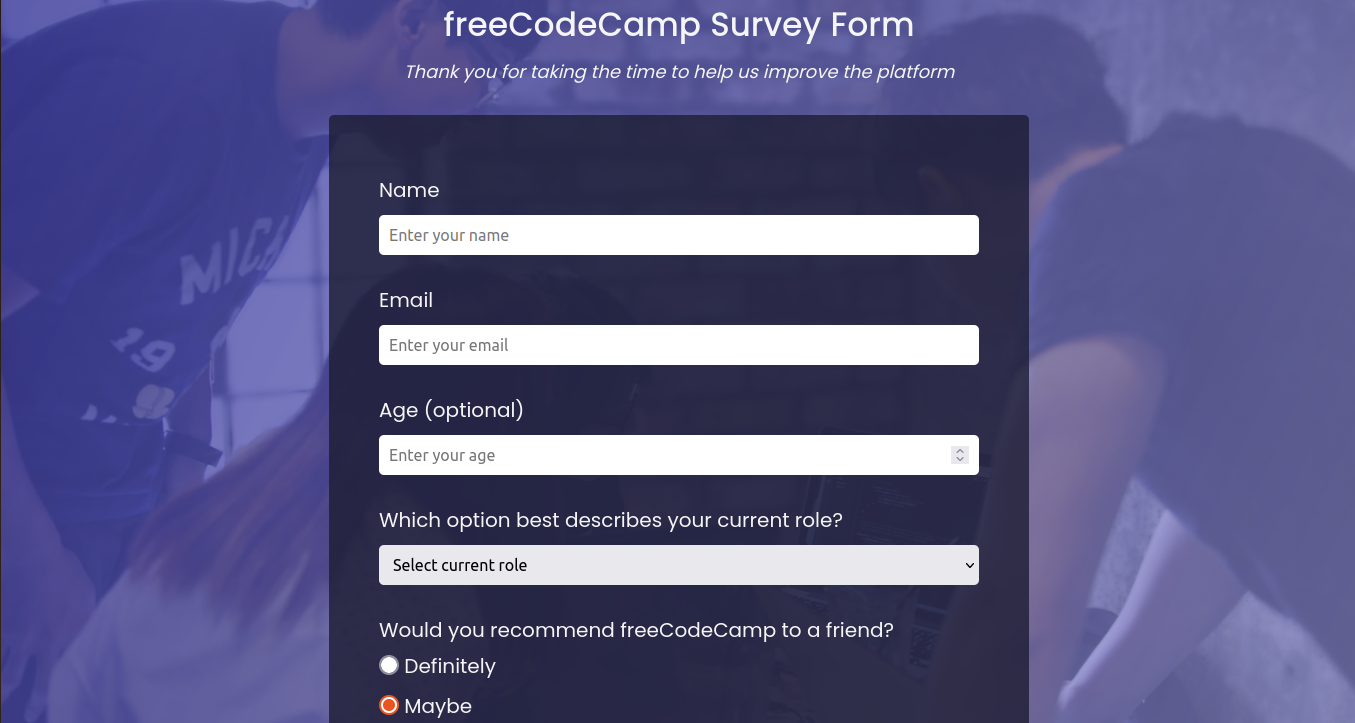 freeCodeCamp Survey Form
Thank you for taking the time to help us improve the platform
Name
Enter your name
Email
Enter your email
Age (optional)
Enter your age
Which option best describes your current role?
Select current role
Would you recommend freeCodeCamp to a friend?
Definitely
Maybe
MICH
19